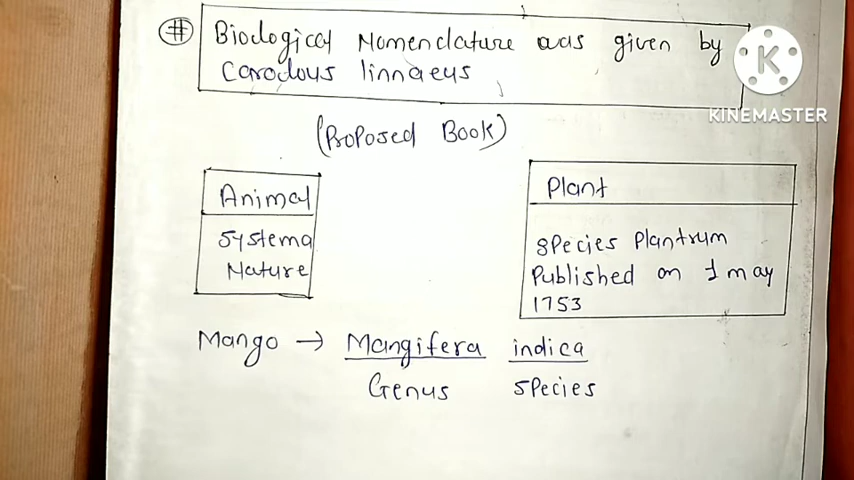 # Biological Nomenclature was given by
Carodous linnaeus
K
KINEMASTER
(Proposed Book)
Animal
Systema
Nature
Plant
Species Plantrum
Published on 1 may
1753
Mango → Mangifera indica
Genus Species